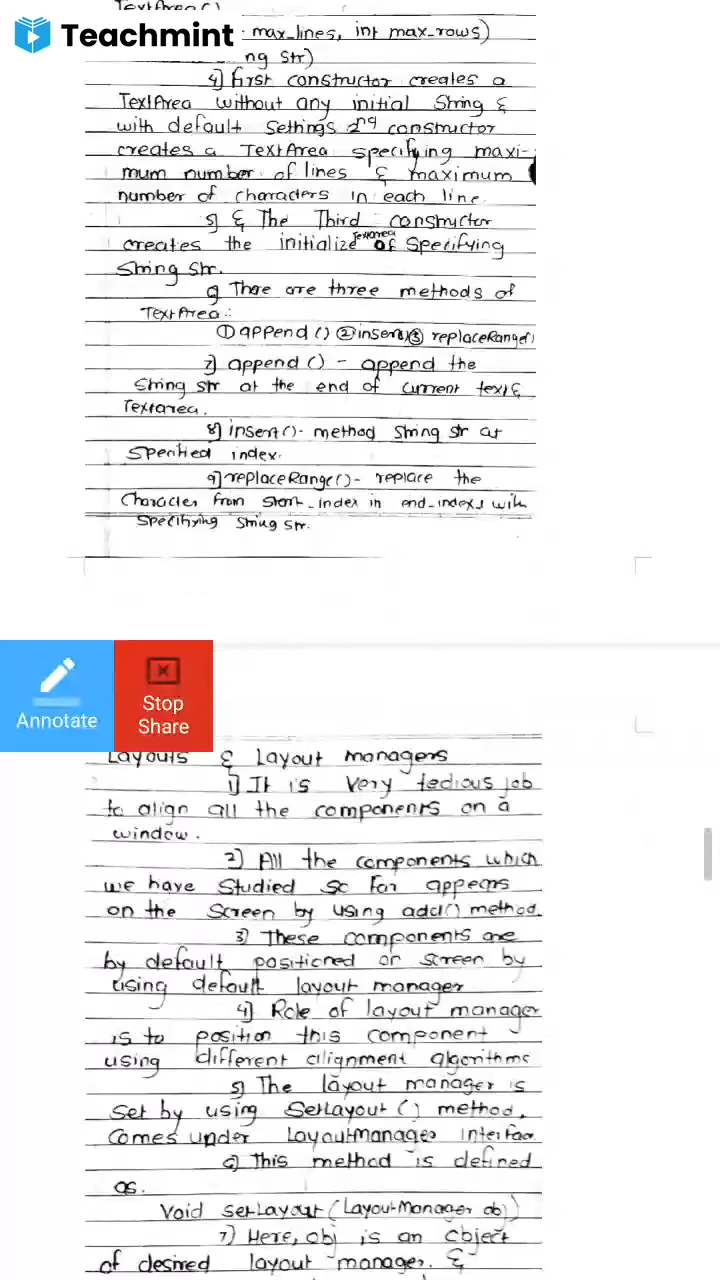 TextArea()
Teachmint
max_lines, int max_rows)
ng Str)
4] First constructor creates a
TextArea without any initial String &
with default Settings 2nd constructor
creates a TextArea specifying maxi-
mum number of lines & maximum
number of characters in each line.
5] & The Third constructor
creates the initialize Textarea of Specifying
String Str.
6] There are three methods of
TextArea :
① append () ② insert() ③ replaceRange()
7] append () - append the
String str at the end of current text &
Textarea.
8] insert() - method String str at
Specified index.
9] replaceRange() - replace the
Character from start_index in end_index with
Specifying String str.
Annotate
Stop
Share
Layouts & Layout managers
1] It is very tedious job
to align all the components on a
window.
2) All the components which
we have studied so far appears
on the screen by using add() method.
3] These components are
by default positioned on screen by
using default layout manager
4] Role of layout manager
is to position this component
using different alignment algorithms
5] The layout manager is
set by using SetLayout () method,
Comes under LayoutManager interface
6] This method is defined
as.
Void setLayout (LayoutManager obj)
7) Here, obj is an object
of desired layout manager. &